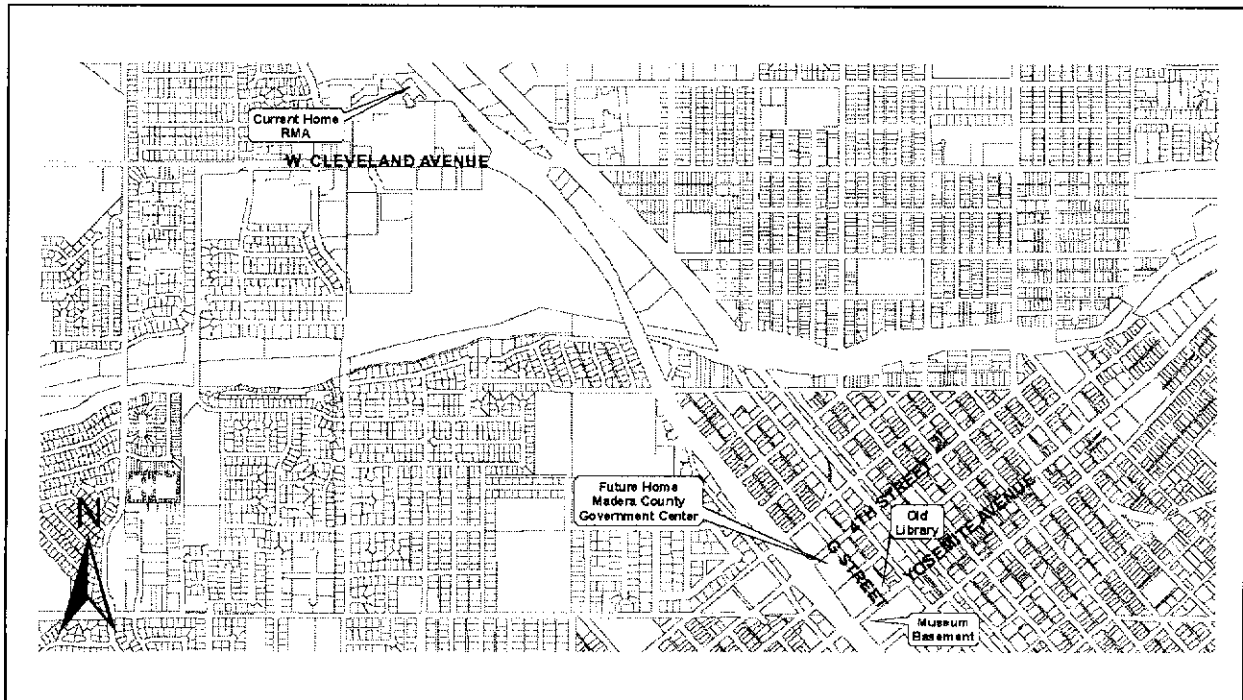 Current Home
RMA
W. CLEVELAND AVENUE
Future Home
Madera County
Government Center
4TH STREET
Old
Library
G STREET
YOSEMITE AVENUE
N
Museum
Basement